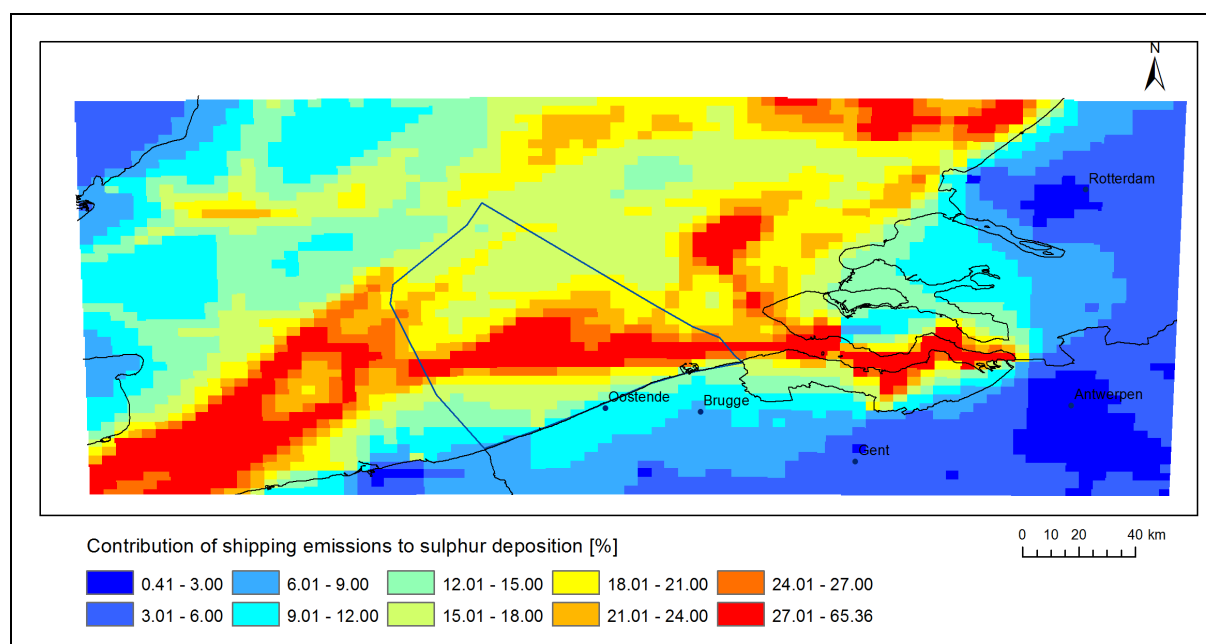 N
Rotterdam
Oostende
Brugge
Antwerpen
Gent
0 10 20 40 km
Contribution of shipping emissions to sulphur deposition [%]
0.41 - 3.00 6.01 - 9.00 12.01 - 15.00 18.01 - 21.00 24.01 - 27.00
3.01 - 6.00 9.01 - 12.00 15.01 - 18.00 21.01 - 24.00 27.01 - 65.36